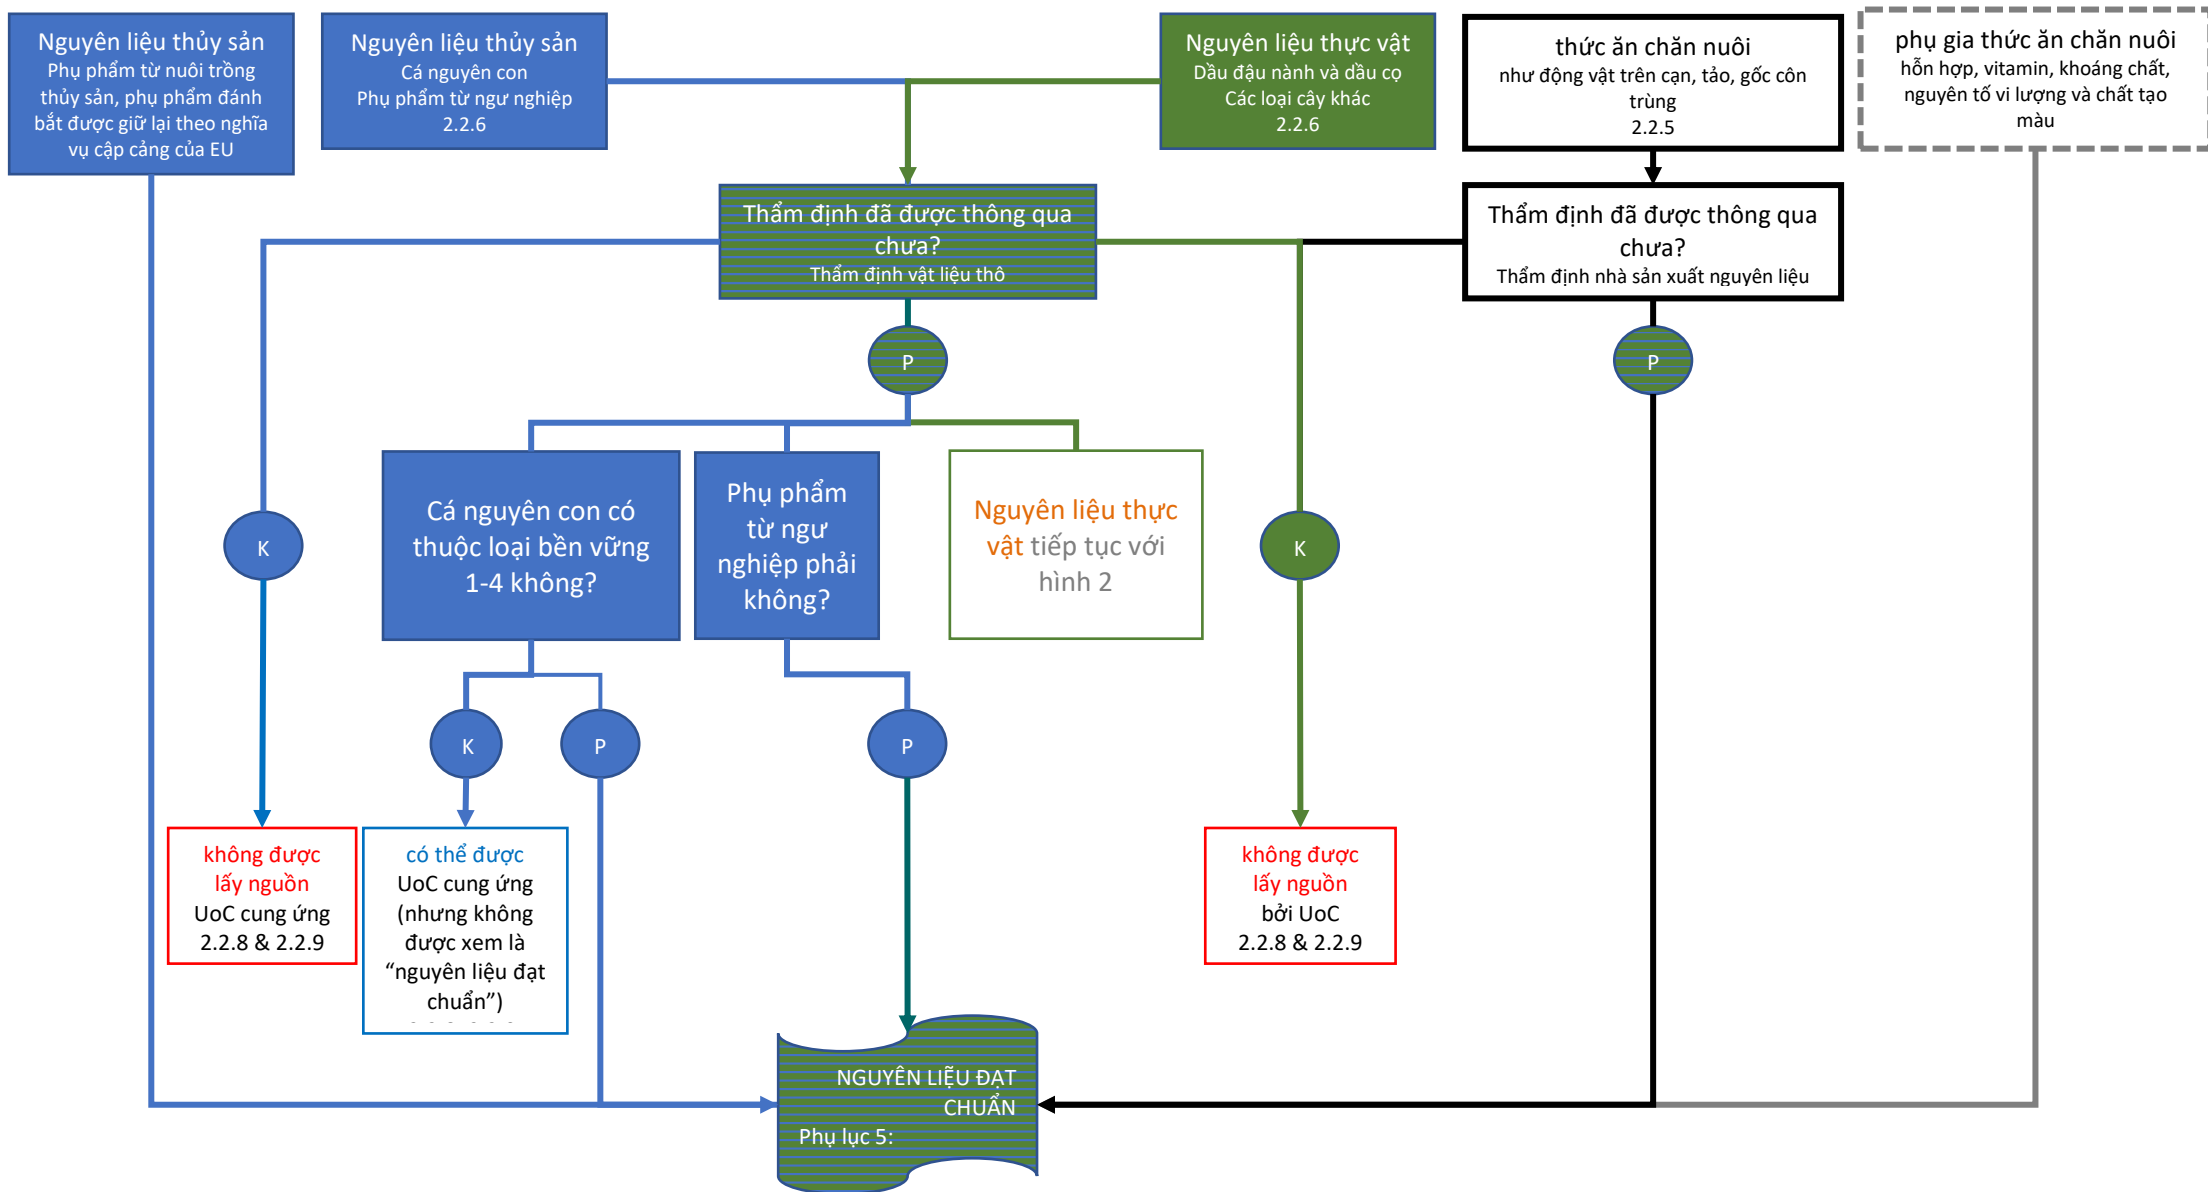 Nguyên liệu thủy sản
Phụ phẩm từ nuôi trồng
thủy sản, phụ phẩm đánh
bắt được giữ lại theo nghĩa
vụ cập cảng của EU
Nguyên liệu thủy sản
Cá nguyên con
Phụ phẩm từ ngư nghiệp
2.2.6
Nguyên liệu thực vật
Dầu đậu nành và dầu cọ
Các loại cây khác
2.2.6
thức ăn chăn nuôi
như động vật trên cạn, tảo, gốc côn
trùng
2.2.5
phụ gia thức ăn chăn nuôi
hỗn hợp, vitamin, khoáng chất,
nguyên tố vi lượng và chất tạo
màu
Thẩm định đã được thông qua
chưa?
Thẩm định vật liệu thô
Thẩm định đã được thông qua
chưa?
Thẩm định nhà sản xuất nguyên liệu
P
P
Cá nguyên con có
thuộc loại bền vững
1-4 không?
Phụ phẩm
từ ngư
nghiệp phải
không?
Nguyên liệu thực
vật tiếp tục với
hình 2
K
K
K
P
P
không được
lấy nguồn
UoC cung ứng
2.2.8 & 2.2.9
có thể được
UoC cung ứng
(nhưng không
được xem là
“nguyên liệu đạt
chuẩn”)
không được
lấy nguồn
bởi UoC
2.2.8 & 2.2.9
NGUYÊN LIỆU ĐẠT
CHUẨN
Phụ lục 5: